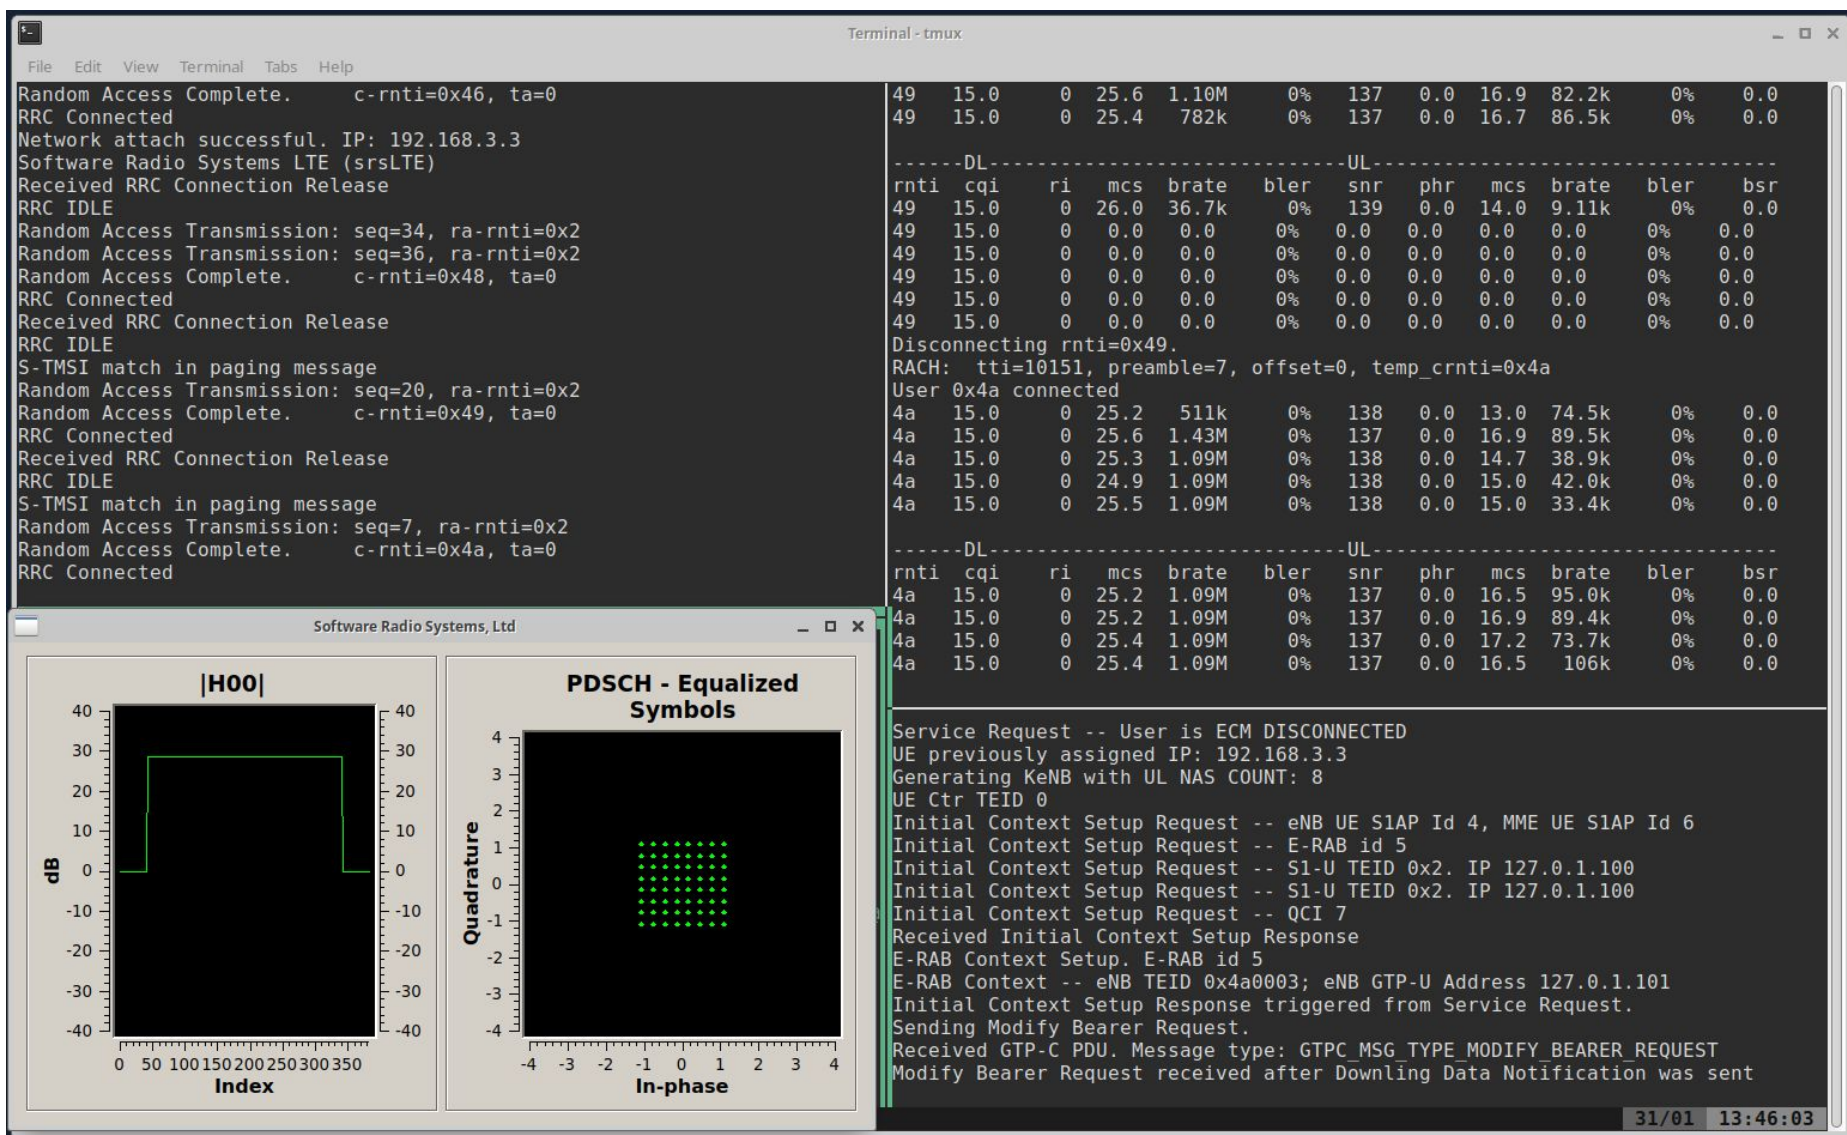 Terminal - tmux
File Edit View Terminal Tabs Help
Random Access Complete. c-rnti=0x46, ta=0
RRC Connected
Network attach successful. IP: 192.168.3.3
Software Radio Systems LTE (srsLTE)
Received RRC Connection Release
RRC IDLE
Random Access Transmission: seq=34, ra-rnti=0x2
Random Access Transmission: seq=36, ra-rnti=0x2
Random Access Complete. c-rnti=0x48, ta=0
RRC Connected
Received RRC Connection Release
RRC IDLE
S-TMSI match in paging message
Random Access Transmission: seq=20, ra-rnti=0x2
Random Access Complete. c-rnti=0x49, ta=0
RRC Connected
Received RRC Connection Release
RRC IDLE
S-TMSI match in paging message
Random Access Transmission: seq=7, ra-rnti=0x2
Random Access Complete. c-rnti=0x4a, ta=0
RRC Connected
49 15.0 0 25.6 1.10M 0% 137 0.0 16.9 82.2k 0% 0.0
49 15.0 0 25.4 782k 0% 137 0.0 16.7 86.5k 0% 0.0
------DL--------------------------------UL------------------------------------
rnti cqi ri mcs brate bler snr phr mcs brate bler bsr
49 15.0 0 26.0 36.7k 0% 139 0.0 14.0 9.11k 0% 0.0
49 15.0 0 0.0 0.0 0% 0.0 0.0 0.0 0.0 0% 0.0
49 15.0 0 0.0 0.0 0% 0.0 0.0 0.0 0.0 0% 0.0
49 15.0 0 0.0 0.0 0% 0.0 0.0 0.0 0.0 0% 0.0
49 15.0 0 0.0 0.0 0% 0.0 0.0 0.0 0.0 0% 0.0
49 15.0 0 0.0 0.0 0% 0.0 0.0 0.0 0.0 0% 0.0
Disconnecting rnti=0x49.
RACH: tti=10151, preamble=7, offset=0, temp_crnti=0x4a
User 0x4a connected
4a 15.0 0 25.2 511k 0% 138 0.0 13.0 74.5k 0% 0.0
4a 15.0 0 25.6 1.43M 0% 137 0.0 16.9 89.5k 0% 0.0
4a 15.0 0 25.3 1.09M 0% 138 0.0 14.7 38.9k 0% 0.0
4a 15.0 0 24.9 1.09M 0% 138 0.0 15.0 42.0k 0% 0.0
4a 15.0 0 25.5 1.09M 0% 138 0.0 15.0 33.4k 0% 0.0
------DL--------------------------------UL------------------------------------
rnti cqi ri mcs brate bler snr phr mcs brate bler bsr
4a 15.0 0 25.2 1.09M 0% 137 0.0 16.5 95.0k 0% 0.0
4a 15.0 0 25.2 1.09M 0% 137 0.0 16.9 89.4k 0% 0.0
4a 15.0 0 25.4 1.09M 0% 137 0.0 17.2 73.7k 0% 0.0
4a 15.0 0 25.4 1.09M 0% 137 0.0 16.5 106k 0% 0.0
Software Radio Systems, Ltd
|H00|
40 40
30 30
20 20
10 10
0 0
-10 -10
-20 -20
-30 -30
-40 -40
dB
0 50 100 150 200 250 300 350
Index
PDSCH - Equalized
Symbols
4
3
2
1
0
-1
-2
-3
-4
Quadrature
-4 -3 -2 -1 0 1 2 3 4
In-phase
Service Request -- User is ECM DISCONNECTED
UE previously assigned IP: 192.168.3.3
Generating KeNB with UL NAS COUNT: 8
UE Ctr TEID 0
Initial Context Setup Request -- eNB UE S1AP Id 4, MME UE S1AP Id 6
Initial Context Setup Request -- E-RAB id 5
Initial Context Setup Request -- S1-U TEID 0x2. IP 127.0.1.100
Initial Context Setup Request -- S1-U TEID 0x2. IP 127.0.1.100
Initial Context Setup Request -- QCI 7
Received Initial Context Setup Response
E-RAB Context Setup. E-RAB id 5
E-RAB Context -- eNB TEID 0x4a0003; eNB GTP-U Address 127.0.1.101
Initial Context Setup Response triggered from Service Request.
Sending Modify Bearer Request.
Received GTP-C PDU. Message type: GTPC_MSG_TYPE_MODIFY_BEARER_REQUEST
Modify Bearer Request received after Downling Data Notification was sent
31/01 13:46:03